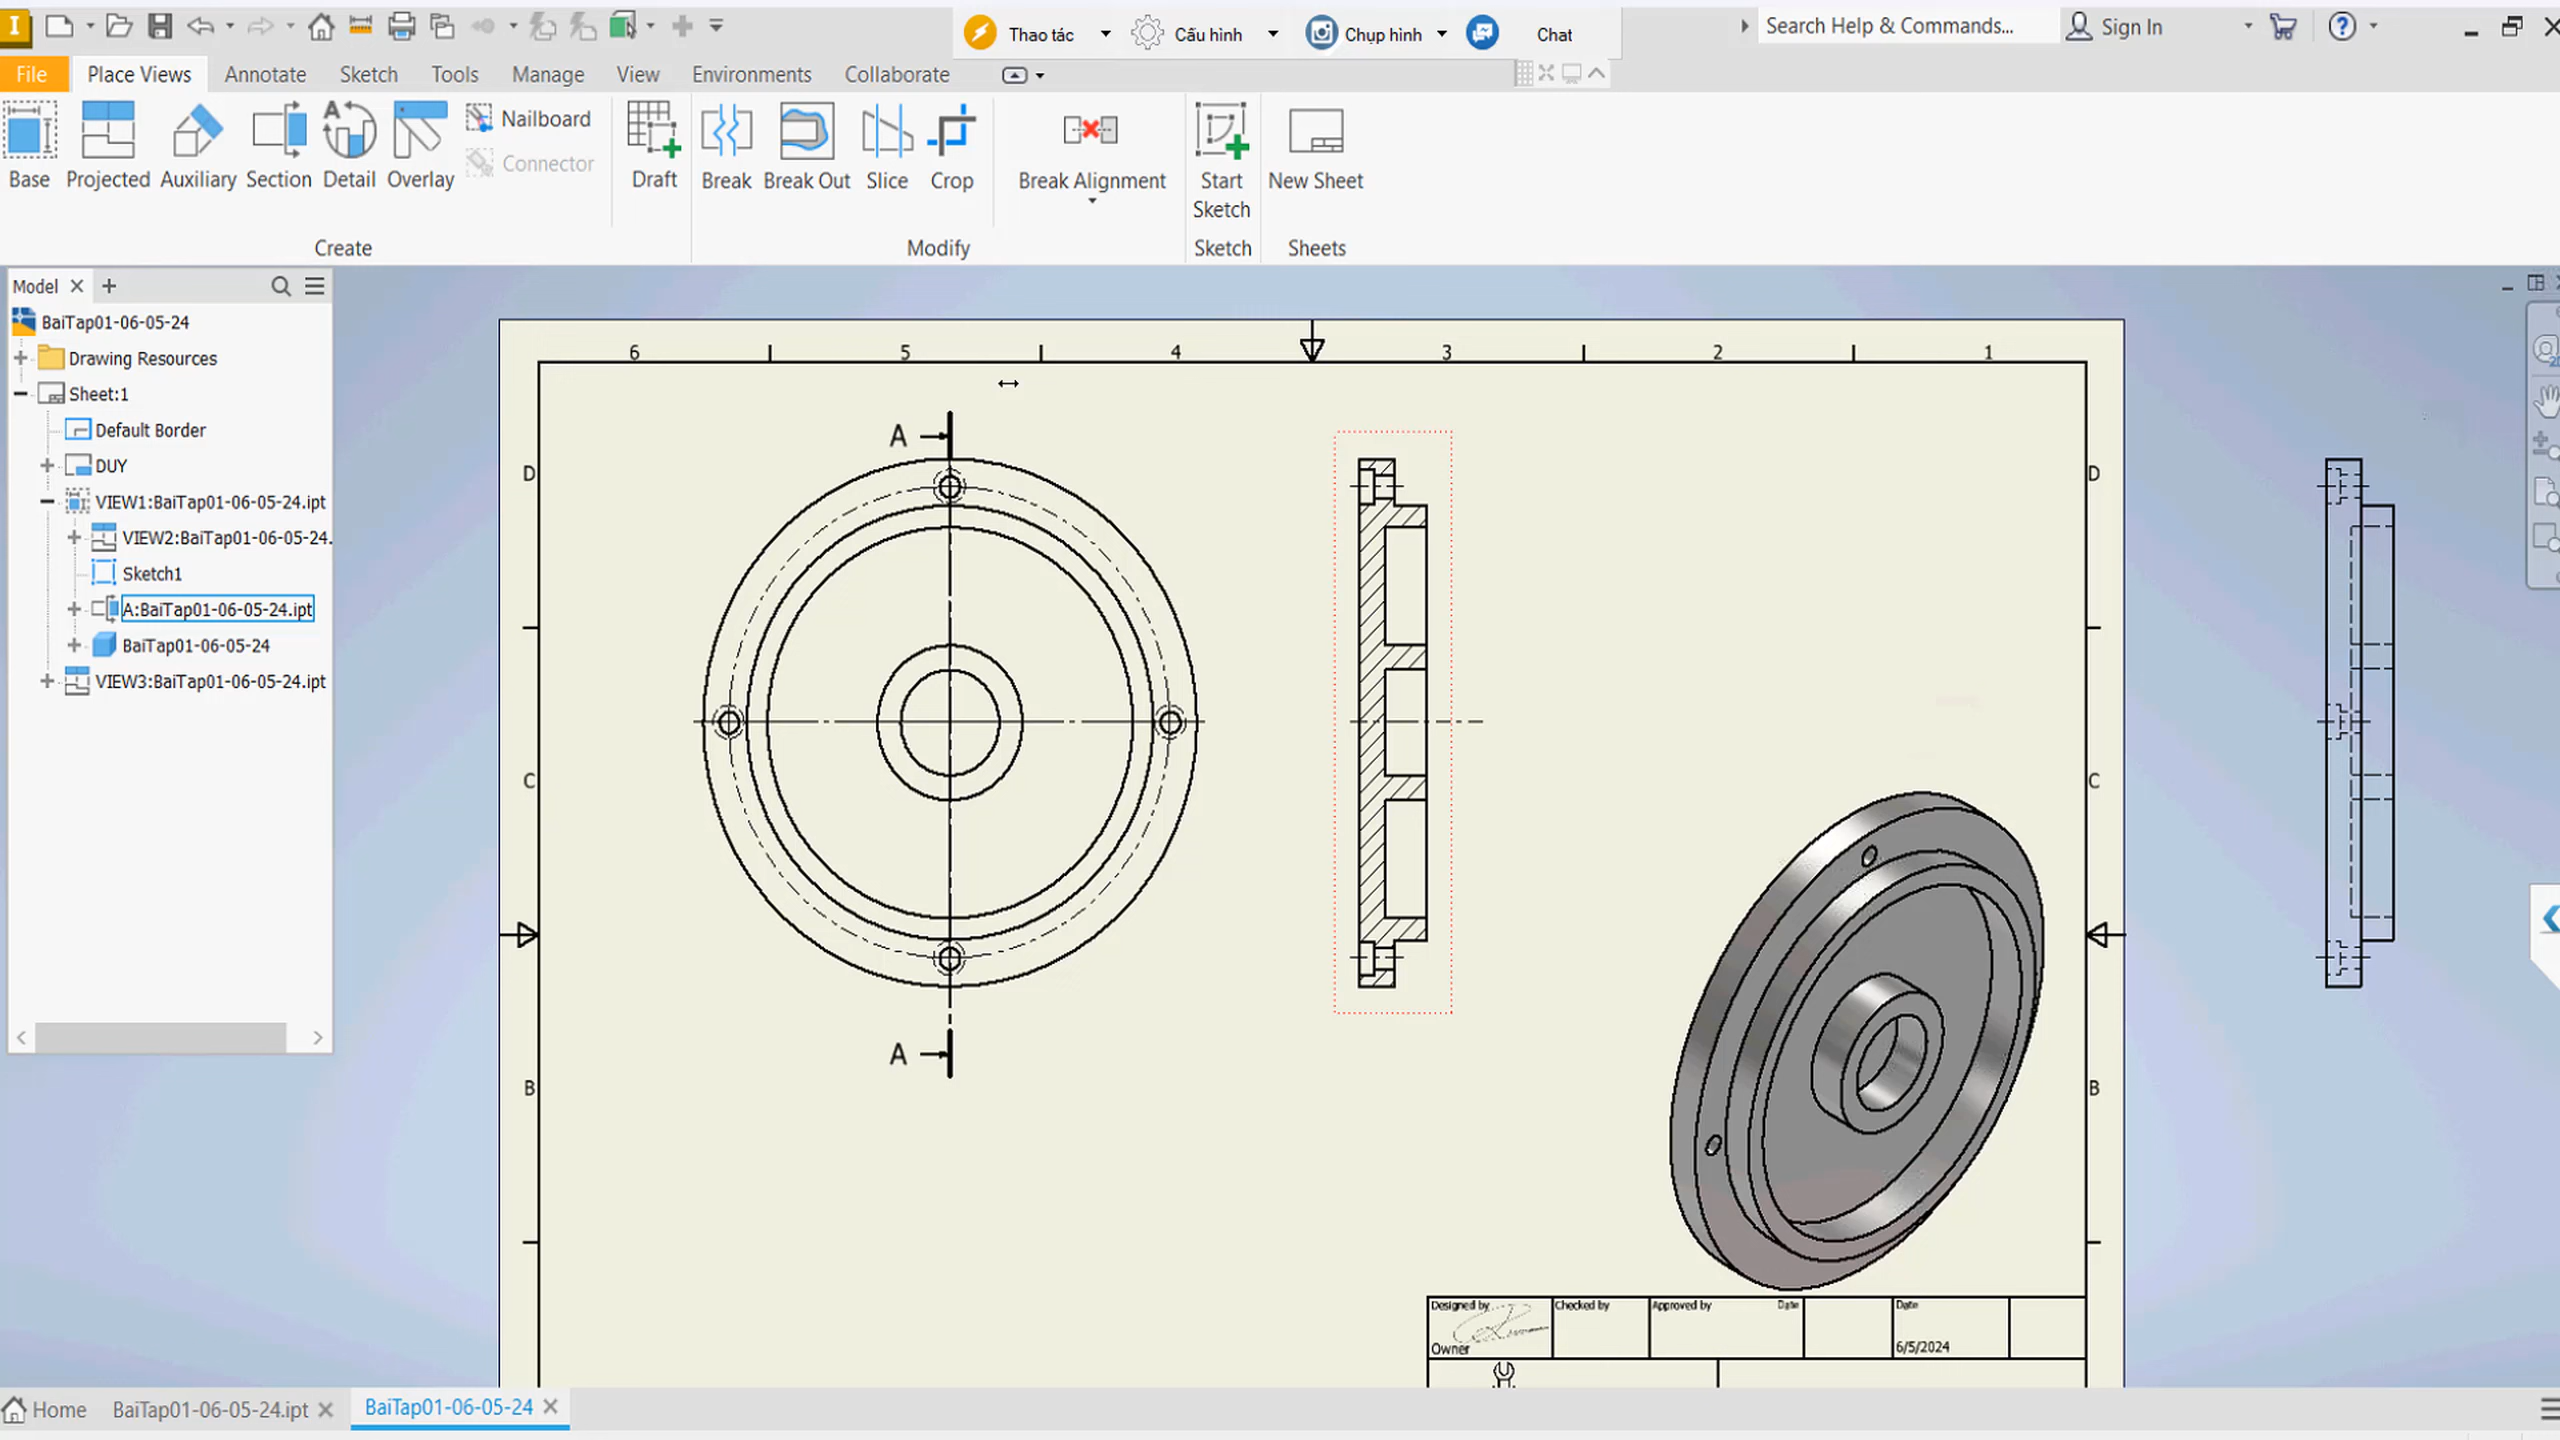 I
Thao tác
Cấu hình
Chụp hình
Chat
Search Help & Commands...
Sign In
File
Place Views
Annotate
Sketch
Tools
Manage
View
Environments
Collaborate
Base
Projected
Auxiliary
Section
Detail
Overlay
Nailboard
Connector
Draft
Break
Break Out
Slice
Crop
Break Alignment
Start
Sketch
New Sheet
Create
Modify
Sketch
Sheets
Model
BaiTap01-06-05-24
Drawing Resources
Sheet:1
Default Border
DUY
VIEW1:BaiTap01-06-05-24.ipt
VIEW2:BaiTap01-06-05-24.
Sketch1
A:BaiTap01-06-05-24.ipt
BaiTap01-06-05-24
VIEW3:BaiTap01-06-05-24.ipt
6 5 4 3 2 1
A
D D
C C
A
B B
Designed by
Checked by
Approved by
Date
Date
Owner
6/5/2024
Home
BaiTap01-06-05-24.ipt
BaiTap01-06-05-24